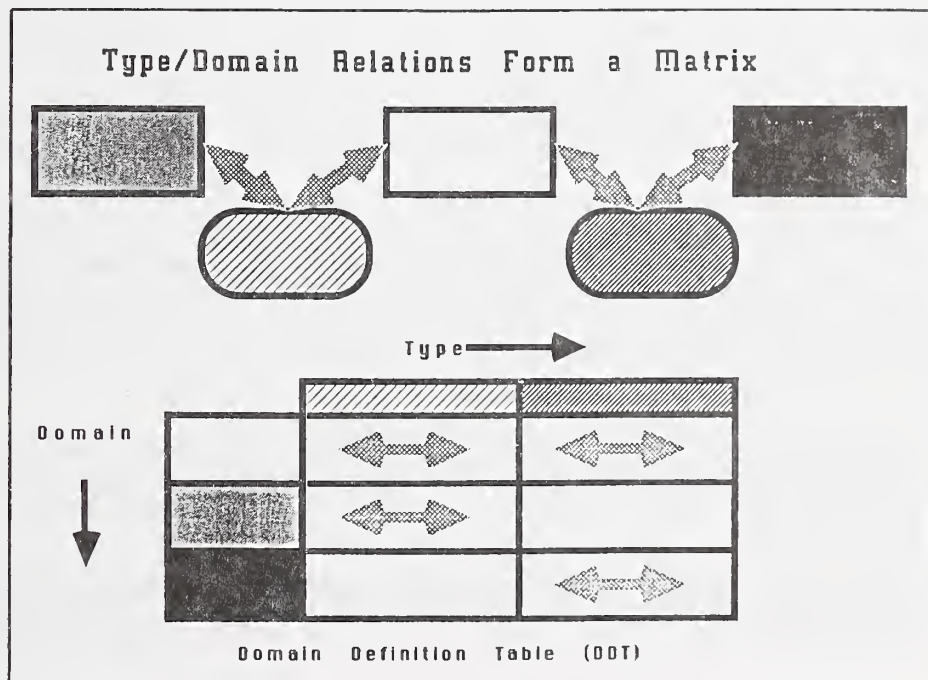 Type/Domain Relations Form a Matrix
Type
Domain
Domain Definition Table (DDT)